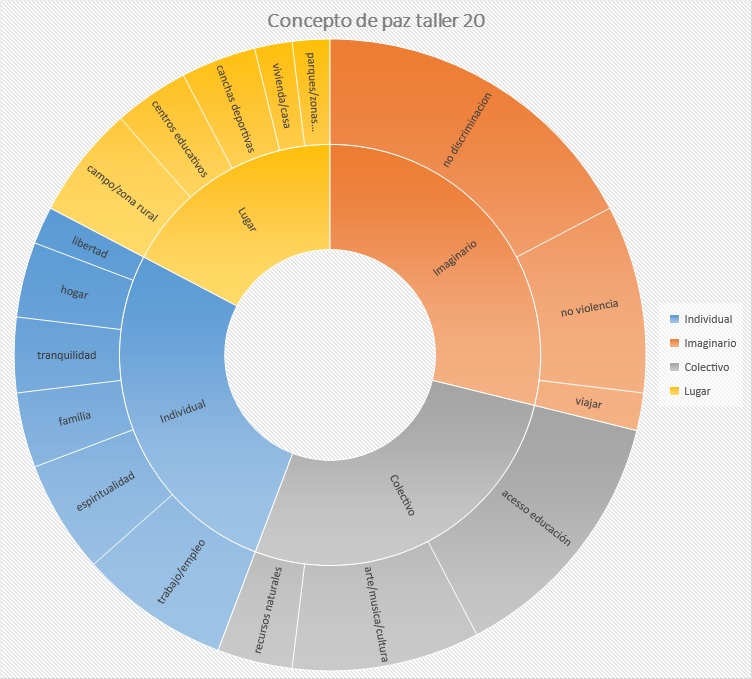 Concepto de paz taller 20
no discriminacion
no violencia
viajar
Imaginario
acesso educación
arte/musica/cultura
recursos naturales
Colectivo
trabajo/empleo
espiritualidad
familia
tranquilidad
hogar
libertad
Individual
campo/zona rural
centros educativos
canchas deportivas
vivienda/casa
parques/zonas...
Lugar
Individual
Imaginario
Colectivo
Lugar